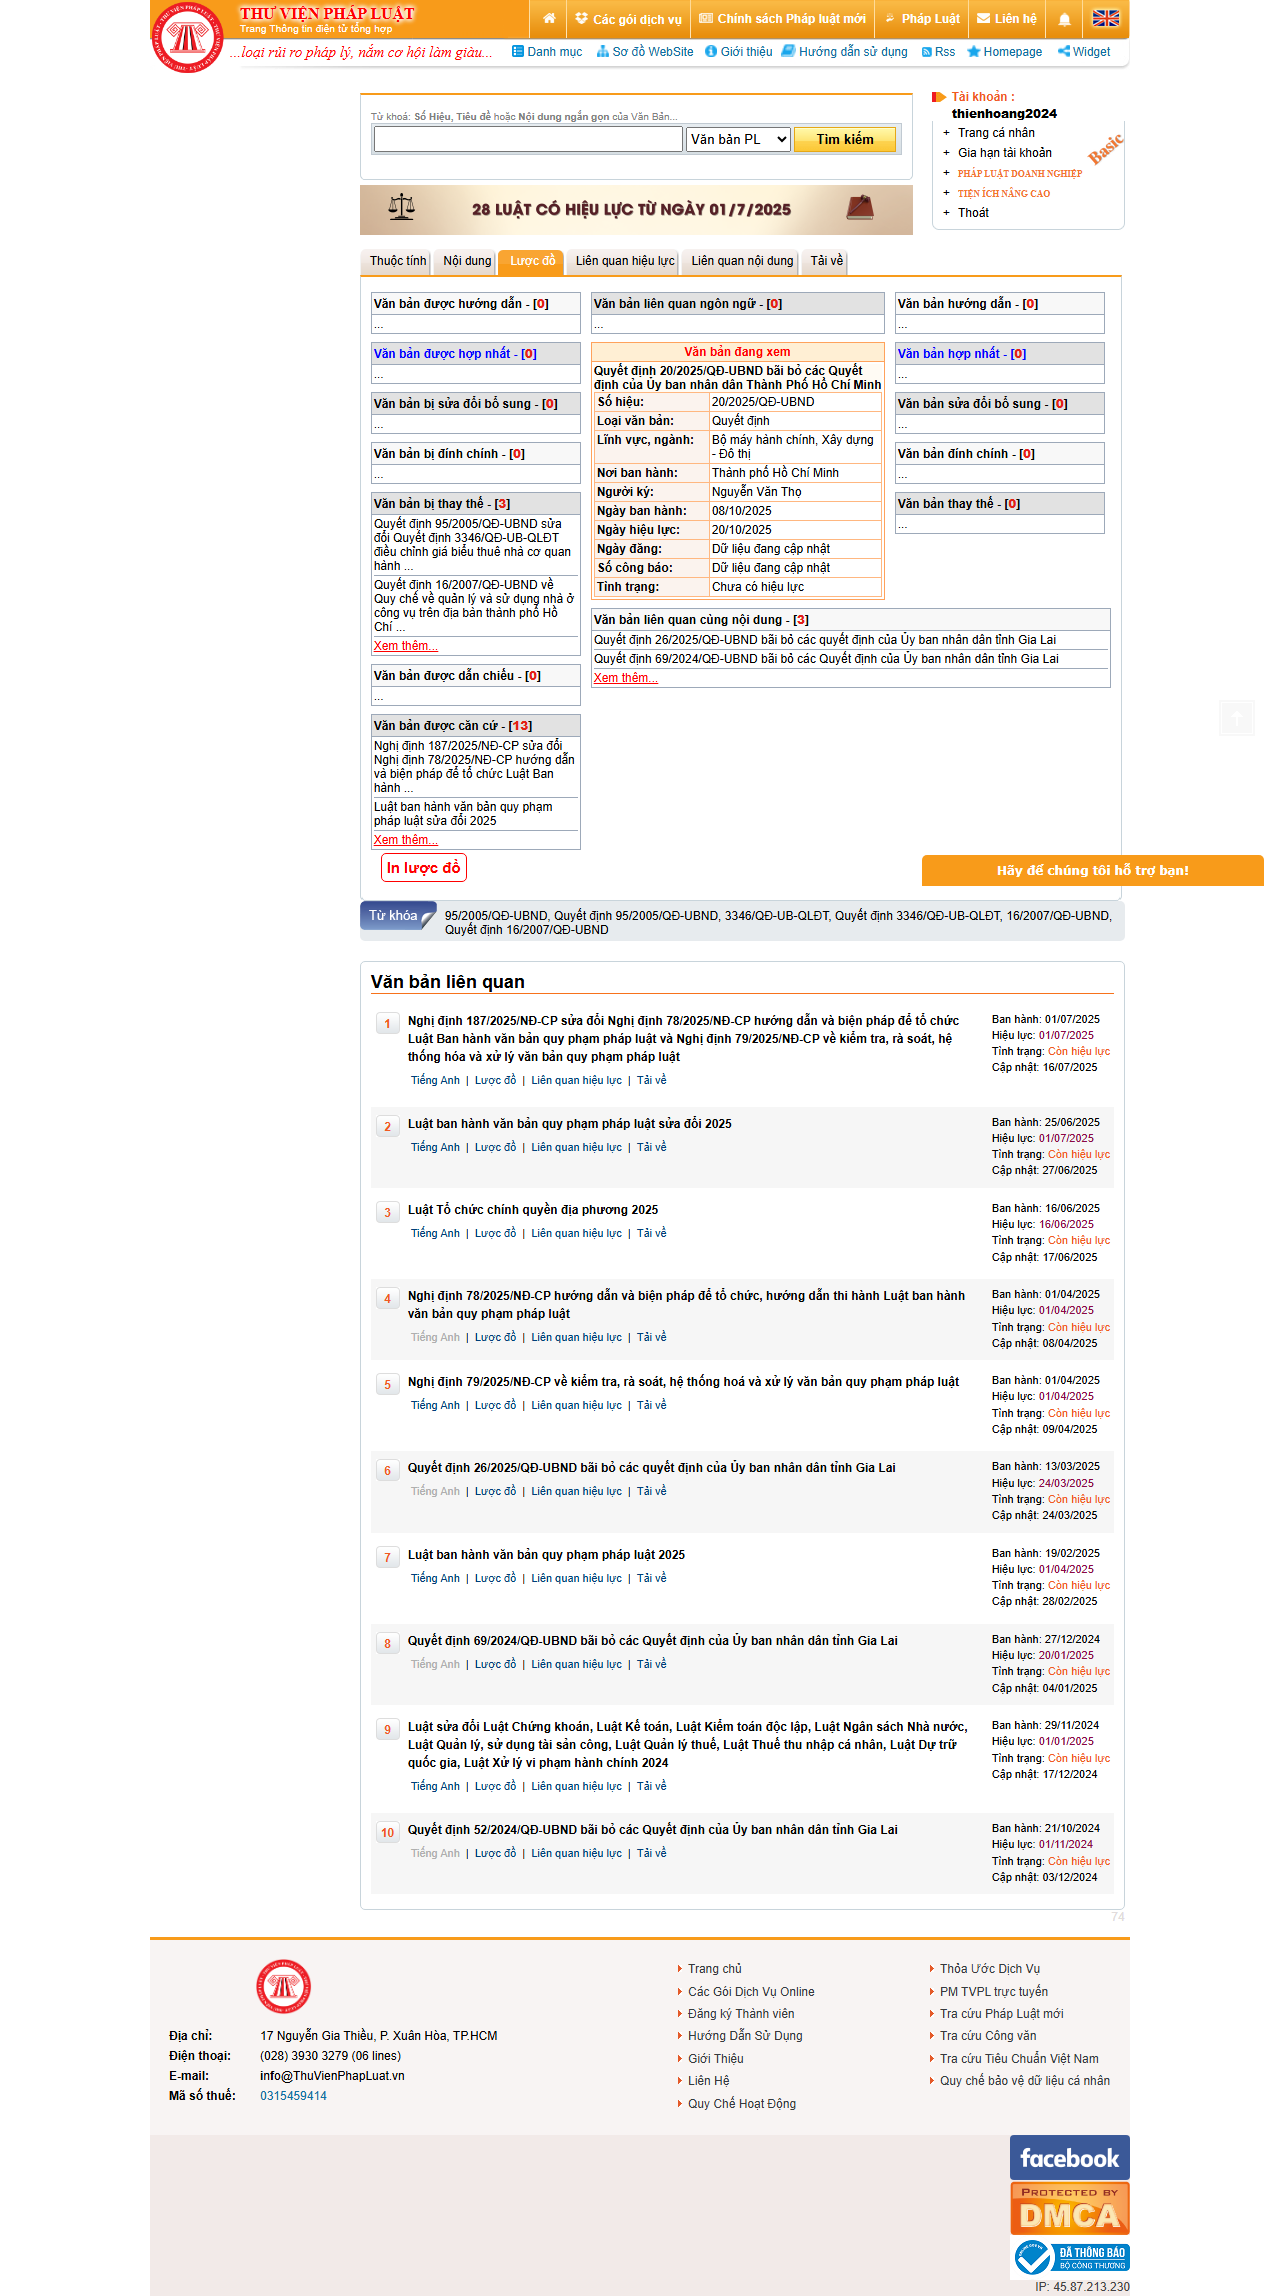 THƯ VIỆN PHÁP LUẬT
Trang Thông tin điện tử tổng hợp
Các gói dịch vụ
Chính sách Pháp luật mới
Pháp Luật
Liên hệ
...loại rủi ro pháp lý, nắm cơ hội làm giàu...
Danh mục
Sơ đồ WebSite
Giới thiệu
Hướng dẫn sử dụng
Rss
Homepage
Widget
Từ khoá: Số Hiệu, Tiêu đề hoặc Nội dung ngắn gọn của Văn Bản...
Văn bản PL
Tìm kiếm
Tài khoản :
thienhoang2024
+ Trang cá nhân
+ Gia hạn tài khoản
+ PHÁP LUẬT DOANH NGHIỆP
+ TIỆN ÍCH NÂNG CAO
+ Thoát
Basic
28 LUẬT CÓ HIỆU LỰC TỪ NGÀY 01/7/2025
Thuộc tính
Nội dung
Lược đồ
Liên quan hiệu lực
Liên quan nội dung
Tải về
Văn bản được hướng dẫn - [0]
...
Văn bản được hợp nhất - [0]
...
Văn bản bị sửa đổi bổ sung - [0]
...
Văn bản bị đính chính - [0]
...
Văn bản bị thay thế - [3]
Quyết định 95/2005/QĐ-UBND sửa
đổi Quyết định 3346/QĐ-UB-QLĐT
điều chỉnh giá biểu thuê nhà cơ quan
hành ...
Quyết định 16/2007/QĐ-UBND về
Quy chế về quản lý và sử dụng nhà ở
công vụ trên địa bàn thành phố Hồ
Chí ...
Xem thêm...
Văn bản được dẫn chiếu - [0]
...
Văn bản được căn cứ - [13]
Nghị định 187/2025/NĐ-CP sửa đổi
Nghị định 78/2025/NĐ-CP hướng dẫn
và biện pháp để tổ chức Luật Ban
hành ...
Luật ban hành văn bản quy phạm
pháp luật sửa đổi 2025
Xem thêm...
In lược đồ
Văn bản liên quan ngôn ngữ - [0]
...
Văn bản đang xem
Quyết định 20/2025/QĐ-UBND bãi bỏ các Quyết
định của Ủy ban nhân dân Thành Phố Hồ Chí Minh
Số hiệu: 20/2025/QĐ-UBND
Loại văn bản: Quyết định
Lĩnh vực, ngành: Bộ máy hành chính, Xây dựng
- Đô thị
Nơi ban hành: Thành phố Hồ Chí Minh
Người ký: Nguyễn Văn Thọ
Ngày ban hành: 08/10/2025
Ngày hiệu lực: 20/10/2025
Ngày đăng: Dữ liệu đang cập nhật
Số công báo: Dữ liệu đang cập nhật
Tình trạng: Chưa có hiệu lực
Văn bản hướng dẫn - [0]
...
Văn bản hợp nhất - [0]
...
Văn bản sửa đổi bổ sung - [0]
...
Văn bản đính chính - [0]
...
Văn bản thay thế - [0]
...
Văn bản liên quan cùng nội dung - [3]
Quyết định 26/2025/QĐ-UBND bãi bỏ các quyết định của Ủy ban nhân dân tỉnh Gia Lai
Quyết định 69/2024/QĐ-UBND bãi bỏ các Quyết định của Ủy ban nhân dân tỉnh Gia Lai
Xem thêm...
Hãy để chúng tôi hỗ trợ bạn!
Từ khóa
95/2005/QĐ-UBND, Quyết định 95/2005/QĐ-UBND, 3346/QĐ-UB-QLĐT, Quyết định 3346/QĐ-UB-QLĐT, 16/2007/QĐ-UBND,
Quyết định 16/2007/QĐ-UBND
Văn bản liên quan
1
Nghị định 187/2025/NĐ-CP sửa đổi Nghị định 78/2025/NĐ-CP hướng dẫn và biện pháp để tổ chức
Luật Ban hành văn bản quy phạm pháp luật và Nghị định 79/2025/NĐ-CP về kiểm tra, rà soát, hệ
thống hóa và xử lý văn bản quy phạm pháp luật
Tiếng Anh | Lược đồ | Liên quan hiệu lực | Tải về
Ban hành: 01/07/2025
Hiệu lực: 01/07/2025
Tình trạng: Còn hiệu lực
Cập nhật: 16/07/2025
2
Luật ban hành văn bản quy phạm pháp luật sửa đổi 2025
Tiếng Anh | Lược đồ | Liên quan hiệu lực | Tải về
Ban hành: 25/06/2025
Hiệu lực: 01/07/2025
Tình trạng: Còn hiệu lực
Cập nhật: 27/06/2025
3
Luật Tổ chức chính quyền địa phương 2025
Tiếng Anh | Lược đồ | Liên quan hiệu lực | Tải về
Ban hành: 16/06/2025
Hiệu lực: 16/06/2025
Tình trạng: Còn hiệu lực
Cập nhật: 17/06/2025
4
Nghị định 78/2025/NĐ-CP hướng dẫn và biện pháp để tổ chức, hướng dẫn thi hành Luật ban hành
văn bản quy phạm pháp luật
Tiếng Anh | Lược đồ | Liên quan hiệu lực | Tải về
Ban hành: 01/04/2025
Hiệu lực: 01/04/2025
Tình trạng: Còn hiệu lực
Cập nhật: 08/04/2025
5
Nghị định 79/2025/NĐ-CP về kiểm tra, rà soát, hệ thống hoá và xử lý văn bản quy phạm pháp luật
Tiếng Anh | Lược đồ | Liên quan hiệu lực | Tải về
Ban hành: 01/04/2025
Hiệu lực: 01/04/2025
Tình trạng: Còn hiệu lực
Cập nhật: 09/04/2025
6
Quyết định 26/2025/QĐ-UBND bãi bỏ các quyết định của Ủy ban nhân dân tỉnh Gia Lai
Tiếng Anh | Lược đồ | Liên quan hiệu lực | Tải về
Ban hành: 13/03/2025
Hiệu lực: 24/03/2025
Tình trạng: Còn hiệu lực
Cập nhật: 24/03/2025
7
Luật ban hành văn bản quy phạm pháp luật 2025
Tiếng Anh | Lược đồ | Liên quan hiệu lực | Tải về
Ban hành: 19/02/2025
Hiệu lực: 01/04/2025
Tình trạng: Còn hiệu lực
Cập nhật: 28/02/2025
8
Quyết định 69/2024/QĐ-UBND bãi bỏ các Quyết định của Ủy ban nhân dân tỉnh Gia Lai
Tiếng Anh | Lược đồ | Liên quan hiệu lực | Tải về
Ban hành: 27/12/2024
Hiệu lực: 20/01/2025
Tình trạng: Còn hiệu lực
Cập nhật: 04/01/2025
9
Luật sửa đổi Luật Chứng khoán, Luật Kế toán, Luật Kiểm toán độc lập, Luật Ngân sách Nhà nước,
Luật Quản lý, sử dụng tài sản công, Luật Quản lý thuế, Luật Thuế thu nhập cá nhân, Luật Dự trữ
quốc gia, Luật Xử lý vi phạm hành chính 2024
Tiếng Anh | Lược đồ | Liên quan hiệu lực | Tải về
Ban hành: 29/11/2024
Hiệu lực: 01/01/2025
Tình trạng: Còn hiệu lực
Cập nhật: 17/12/2024
10
Quyết định 52/2024/QĐ-UBND bãi bỏ các Quyết định của Ủy ban nhân dân tỉnh Gia Lai
Tiếng Anh | Lược đồ | Liên quan hiệu lực | Tải về
Ban hành: 21/10/2024
Hiệu lực: 01/11/2024
Tình trạng: Còn hiệu lực
Cập nhật: 03/12/2024
74
Địa chỉ: 17 Nguyễn Gia Thiều, P. Xuân Hòa, TP.HCM
Điện thoại: (028) 3930 3279 (06 lines)
E-mail: info@ThuVienPhapLuat.vn
Mã số thuế: 0315459414
Trang chủ
Các Gói Dịch Vụ Online
Đăng ký Thành viên
Hướng Dẫn Sử Dụng
Giới Thiệu
Liên Hệ
Quy Chế Hoạt Động
Thỏa Ước Dịch Vụ
PM TVPL trực tuyến
Tra cứu Pháp Luật mới
Tra cứu Công văn
Tra cứu Tiêu Chuẩn Việt Nam
Quy chế bảo vệ dữ liệu cá nhân
facebook
PROTECTED BY
DMCA
ĐÃ THÔNG BÁO
BỘ CÔNG THƯƠNG
IP: 45.87.213.230